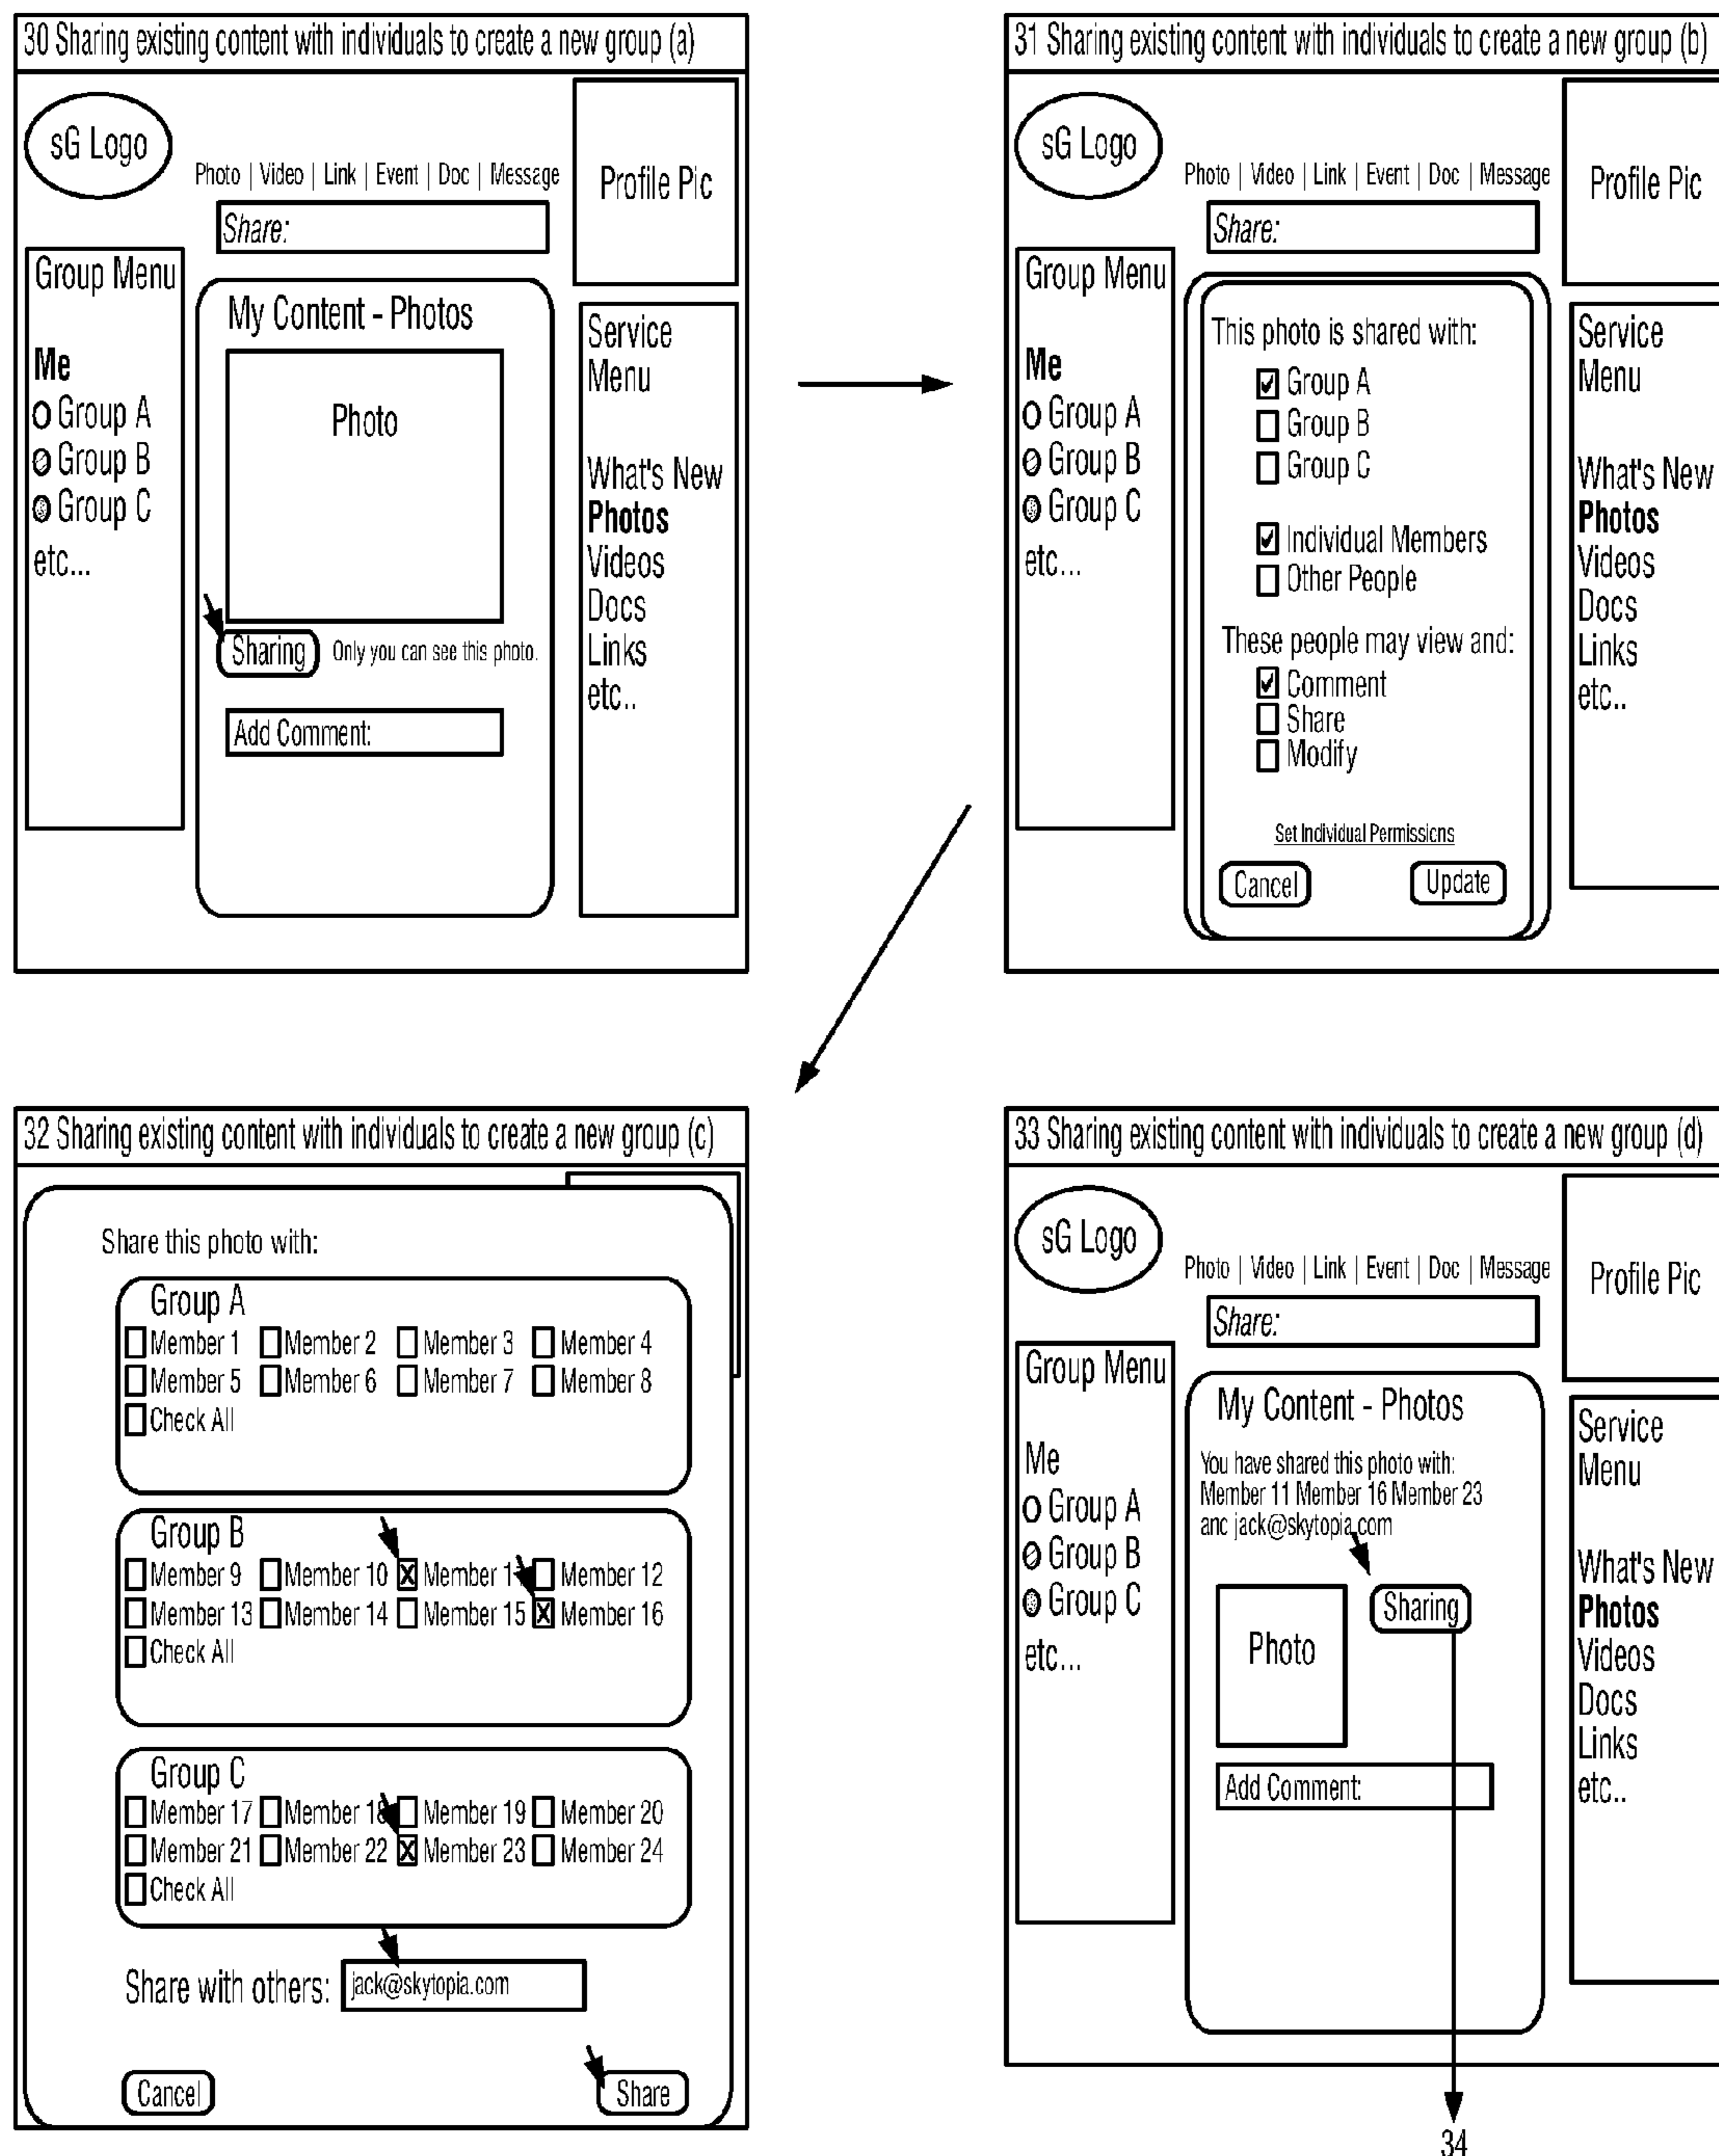 30 Sharing existing content with individuals to create a new group (a)
sG Logo
Photo | Video | Link | Event | Doc | Message
Share:
Profile Pic
Group Menu
Me
Group A
Group B
Group C
etc...
My Content - Photos
Photo
Sharing
Only you can see this photo.
Add Comment:
Service
Menu
What's New
Photos
Videos
Docs
Links
etc..
31 Sharing existing content with individuals to create a new group (b)
sG Logo
Photo | Video | Link | Event | Doc | Message
Share:
Profile Pic
Group Menu
Me
Group A
Group B
Group C
etc...
This photo is shared with:
Group A
Group B
Group C
Individual Members
Other People
These people may view and:
Comment
Share
Modify
Set Individual Permissions
Cancel Update
Service
Menu
What's New
Photos
Videos
Docs
Links
etc..
32 Sharing existing content with individuals to create a new group (c)
Share this photo with:
Group A
Member 1 Member 2 Member 3 Member 4
Member 5 Member 6 Member 7 Member 8
Check All
Group B
Member 9 Member 10 Member 11 Member 12
Member 13 Member 14 Member 15 Member 16
Check All
Group C
Member 17 Member 18 Member 19 Member 20
Member 21 Member 22 Member 23 Member 24
Check All
Share with others: jack@skytopia.com
Cancel Share
33 Sharing existing content with individuals to create a new group (d)
sG Logo
Photo | Video | Link | Event | Doc | Message
Share:
Profile Pic
Group Menu
Me
Group A
Group B
Group C
etc...
My Content - Photos
You have shared this photo with:
Member 11 Member 16 Member 23
and jack@skytopia.com
Sharing
Photo
Add Comment:
Service
Menu
What's New
Photos
Videos
Docs
Links
etc..
34